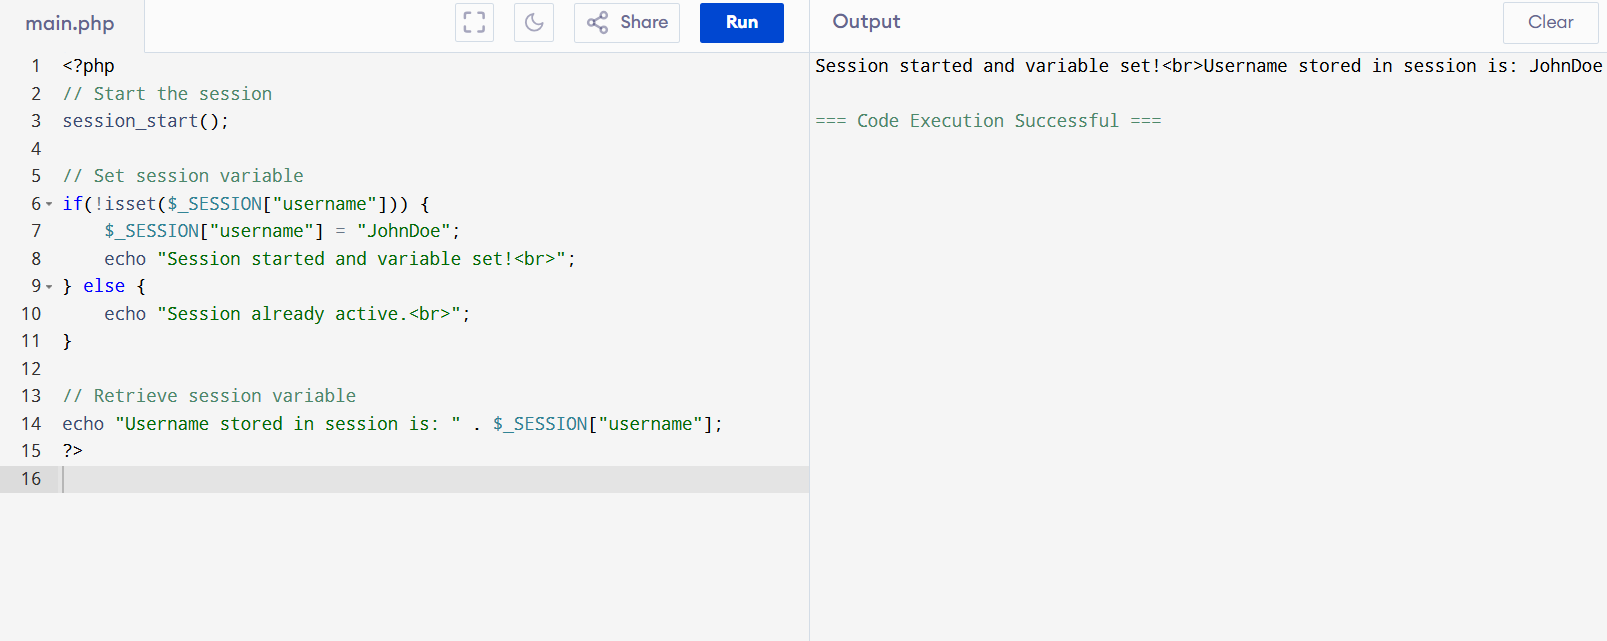 main.php
Share
Run
Output
Clear
1 <?php
2 // Start the session
3 session_start();
4
5 // Set session variable
6 if(!isset($_SESSION["username"])) {
7     $_SESSION["username"] = "JohnDoe";
8     echo "Session started and variable set!<br>";
9 } else {
10     echo "Session already active.<br>";
11 }
12
13 // Retrieve session variable
14 echo "Username stored in session is: " . $_SESSION["username"];
15 ?>
16
Session started and variable set!<br>Username stored in session is: JohnDoe
=== Code Execution Successful ===